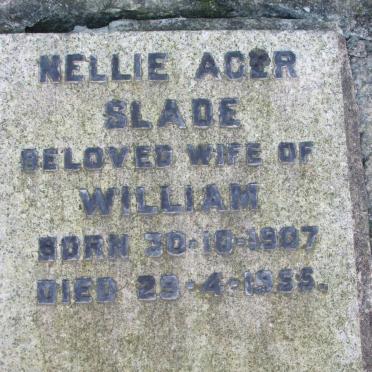 NELLIE ACER
SLADE
BELOVED WIFE OF
WILLIAM
BORN 30-10-1907
DIED 29-4-1955.